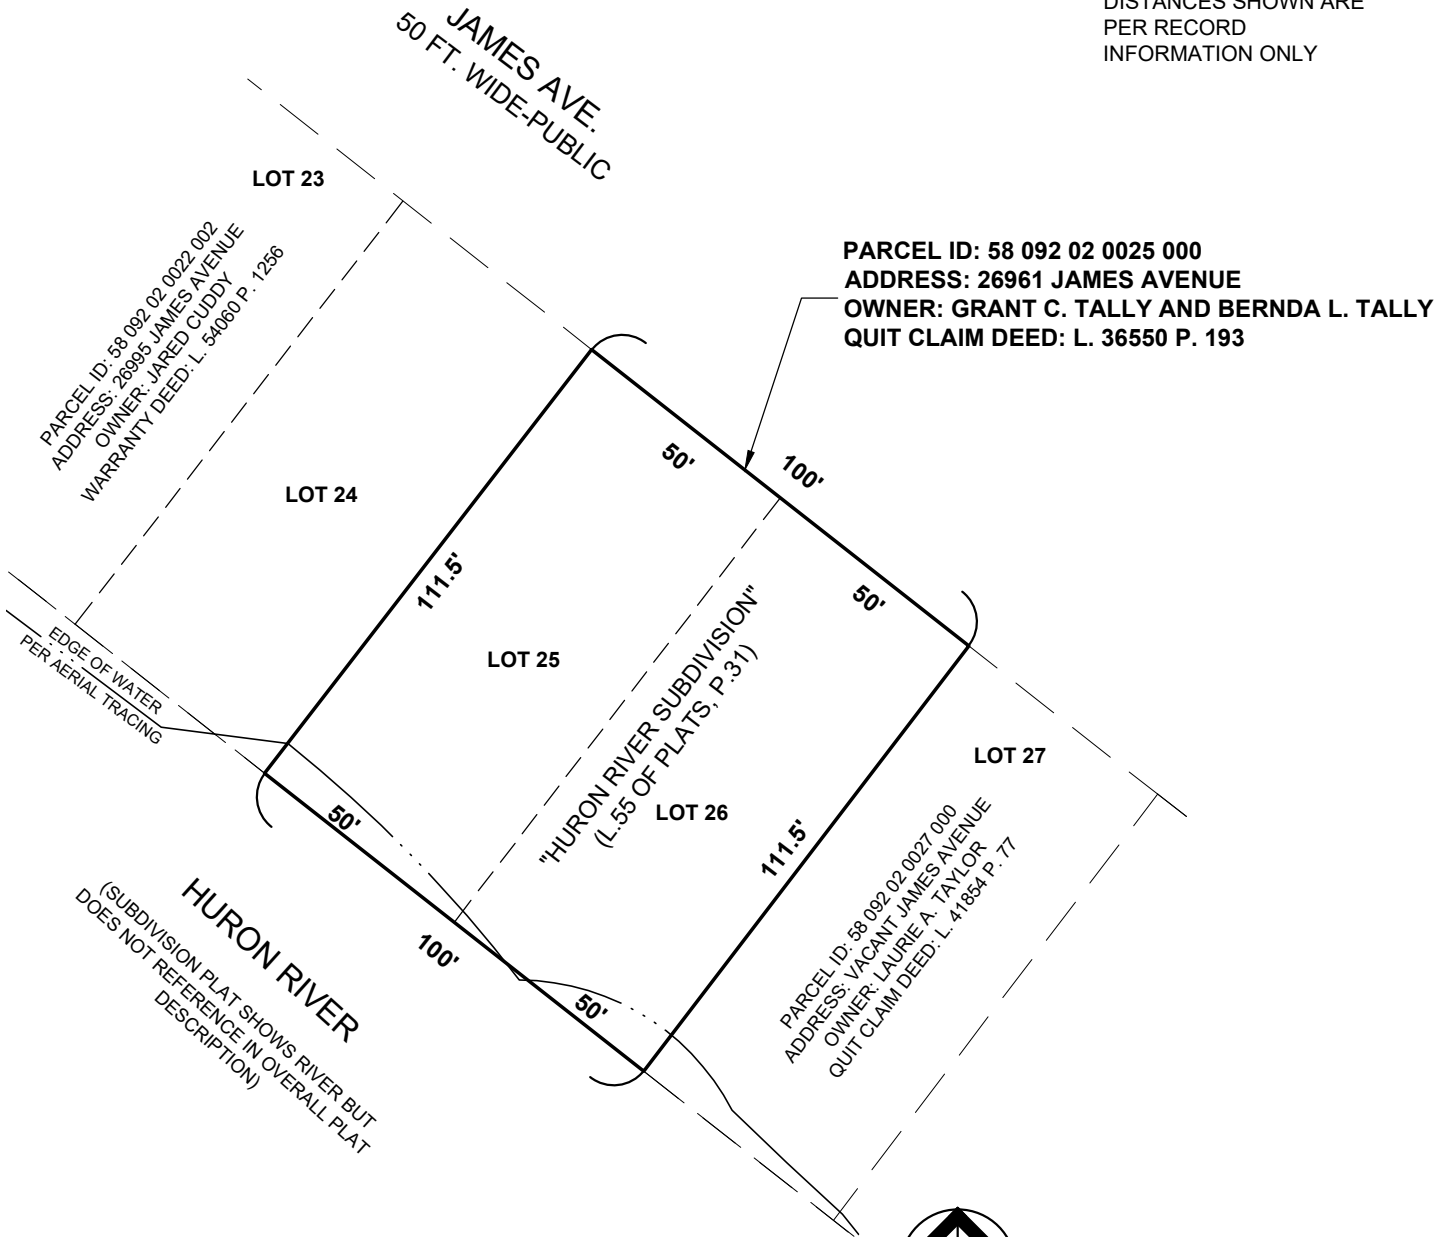 DISTANCES SHOWN ARE
PER RECORD
INFORMATION ONLY
JAMES AVE.
50 FT. WIDE-PUBLIC
LOT 23
PARCEL ID: 58 092 02 0022 002
ADDRESS: 26995 JAMES AVENUE
OWNER: JARED CUDDY
WARRANTY DEED: L. 54060 P. 1256
PARCEL ID: 58 092 02 0025 000
ADDRESS: 26961 JAMES AVENUE
OWNER: GRANT C. TALLY AND BERNDA L. TALLY
QUIT CLAIM DEED: L. 36550 P. 193
50'
100'
LOT 24
111.5'
50'
EDGE OF WATER
PER AERIAL TRACING
LOT 25
"HURON RIVER SUBDIVISION"
(L.55 OF PLATS, P.31)
LOT 26
LOT 27
50'
111.5'
PARCEL ID: 58 092 02 0027 000
ADDRESS: VACANT JAMES AVENUE
OWNER: LAURIE A. TAYLOR
QUIT CLAIM DEED: L. 41854 P. 77
100'
50'
HURON RIVER
(SUBDIVISION PLAT SHOWS RIVER BUT
DOES NOT REFERENCE IN OVERALL PLAT
DESCRIPTION)